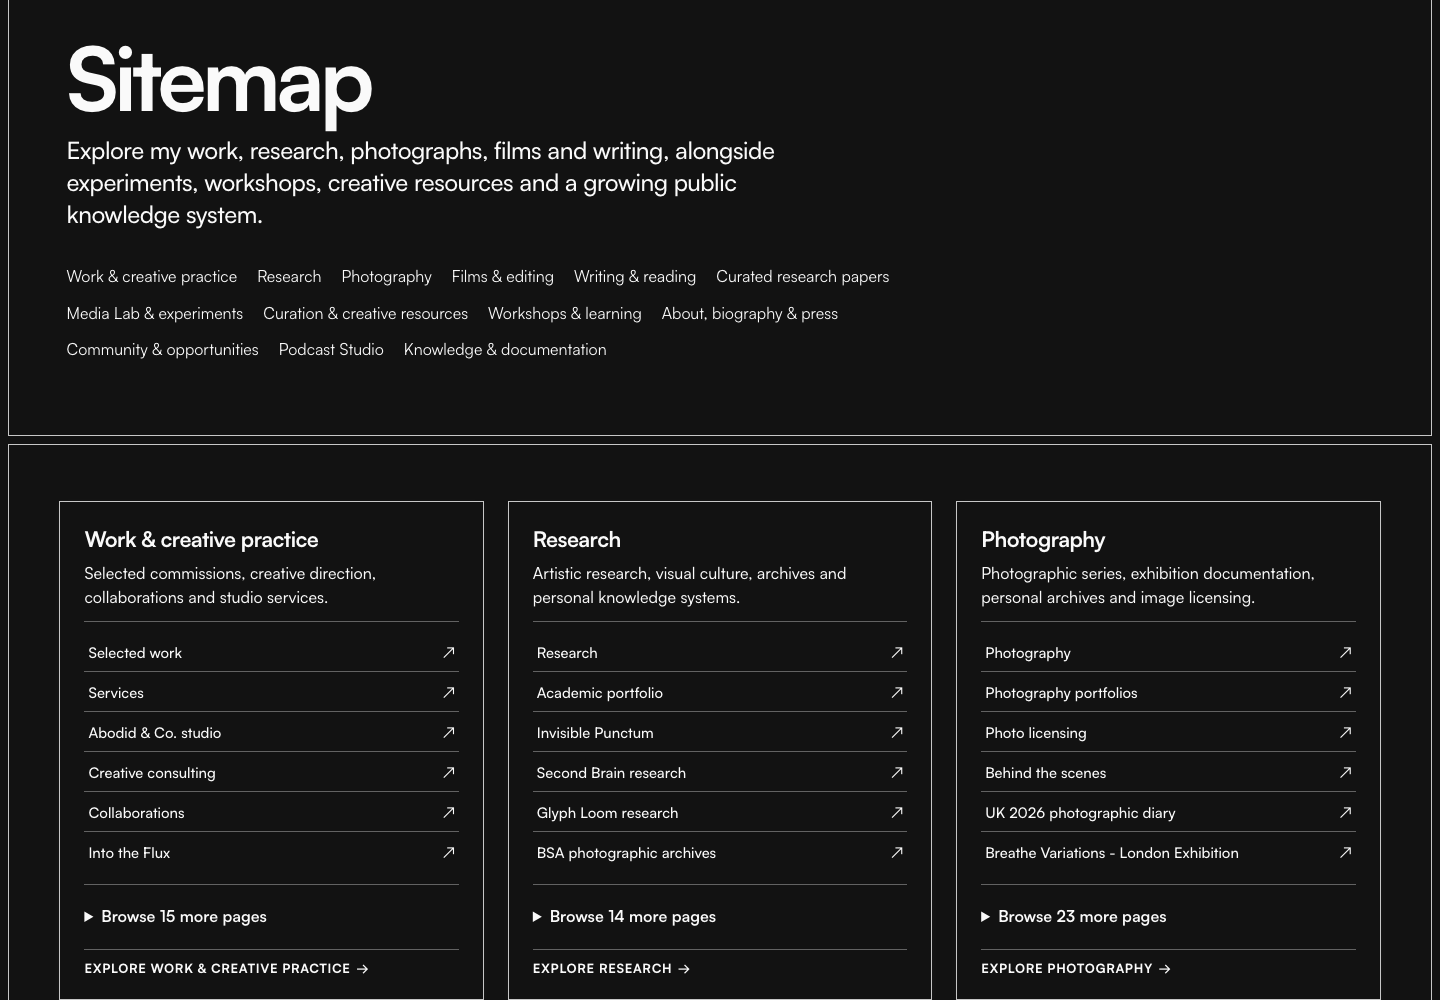 Sitemap
Explore my work, research, photographs, films and writing, alongside
experiments, workshops, creative resources and a growing public
knowledge system.
Work & creative practice Research Photography Films & editing Writing & reading Curated research papers
Media Lab & experiments Curation & creative resources Workshops & learning About, biography & press
Community & opportunities Podcast Studio Knowledge & documentation
Work & creative practice
Selected commissions, creative direction,
collaborations and studio services.
Selected work
Services
Abodid & Co. studio
Creative consulting
Collaborations
Into the Flux
Browse 15 more pages
EXPLORE WORK & CREATIVE PRACTICE →
Research
Artistic research, visual culture, archives and
personal knowledge systems.
Research
Academic portfolio
Invisible Punctum
Second Brain research
Glyph Loom research
BSA photographic archives
Browse 14 more pages
EXPLORE RESEARCH →
Photography
Photographic series, exhibition documentation,
personal archives and image licensing.
Photography
Photography portfolios
Photo licensing
Behind the scenes
UK 2026 photographic diary
Breathe Variations - London Exhibition
Browse 23 more pages
EXPLORE PHOTOGRAPHY →